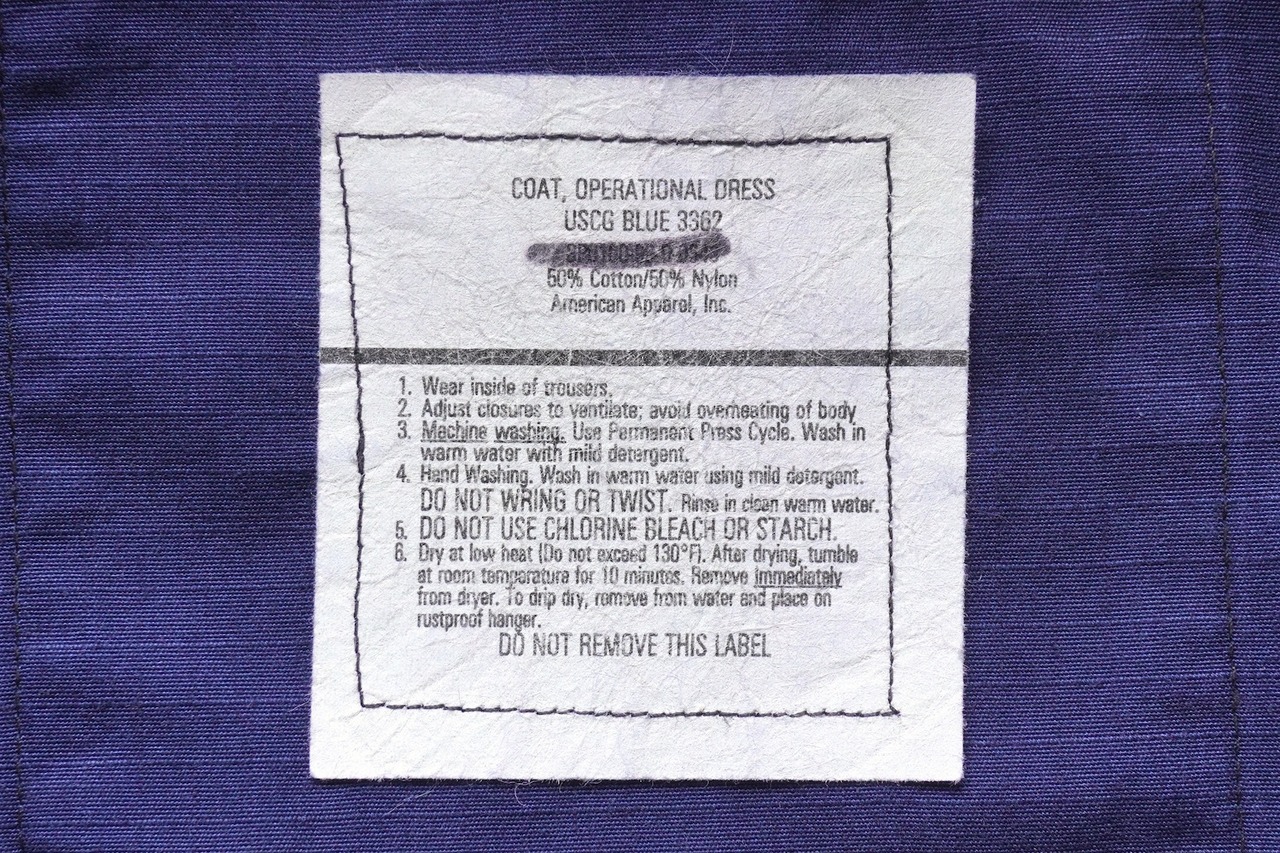 COAT, OPERATIONAL DRESS
USCG BLUE 3362
50% Cotton/50% Nylon
American Apparel, Inc.
1. Wear inside of trousers.
2. Adjust closures to ventilate; avoid overheating of body
3. Machine washing. Use Permanent Press Cycle. Wash in
warm water with mild detergent.
4. Hand Washing. Wash in warm water using mild detergent.
DO NOT WRING OR TWIST. Rinse in clean warm water.
5. DO NOT USE CHLORINE BLEACH OR STARCH.
6. Dry at low heat (Do not exceed 130°F). After drying, tumble
at room temperature for 10 minutes. Remove immediately
from dryer. To drip dry, remove from water and place on
rustproof hanger.
DO NOT REMOVE THIS LABEL